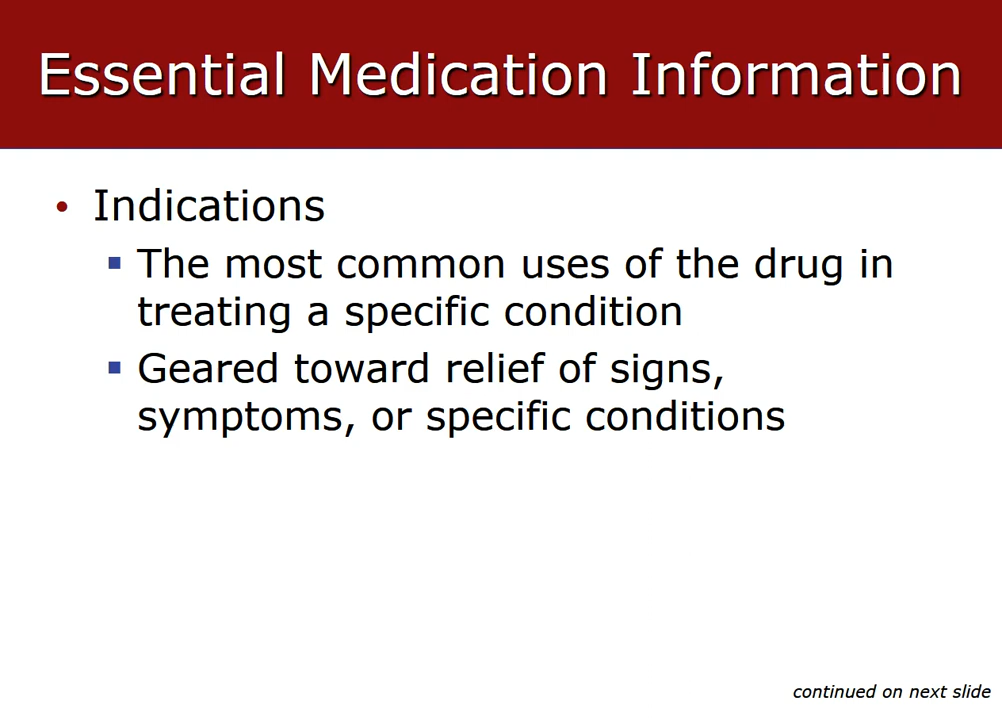 Essential Medication Information
• Indications
▪ The most common uses of the drug in
treating a specific condition
▪ Geared toward relief of signs,
symptoms, or specific conditions
continued on next slide